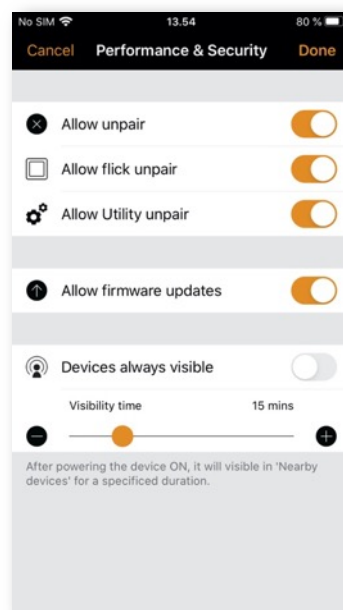 No SIM 13.54 80 %
Cancel Performance & Security Done
Allow unpair
Allow flick unpair
Allow Utility unpair
Allow firmware updates
Devices always visible
Visibility time 15 mins
After powering the device ON, it will visible in 'Nearby
devices' for a specificed duration.